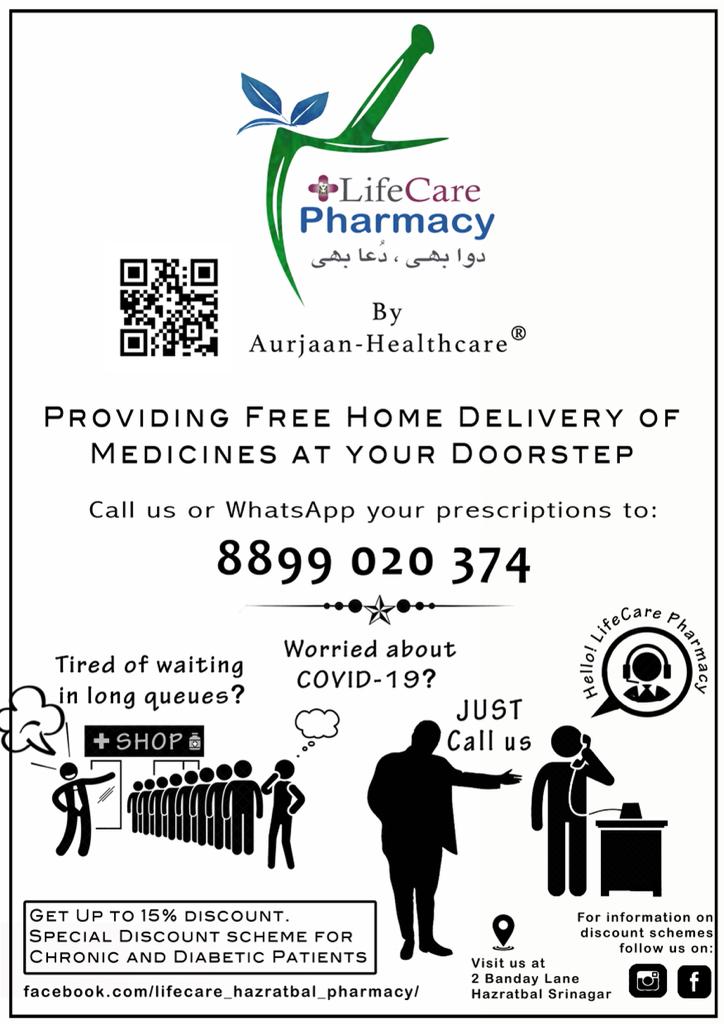 LifeCare
Pharmacy
دوا بھی ، دُعا بھی
By
Aurjaan-Healthcare®
Providing Free Home Delivery of
Medicines at your Doorstep
Call us or WhatsApp your prescriptions to:
8899 020 374
Tired of waiting
in long queues?
Worried about
COVID-19?
Hello! LifeCare Pharmacy
JUST
Call us
+ SHOP
Get Up to 15% discount.
Special Discount scheme for
Chronic and Diabetic Patients
facebook.com/lifecare_hazratbal_pharmacy/
Visit us at
2 Banday Lane
Hazratbal Srinagar
For information on
discount schemes
follow us on: